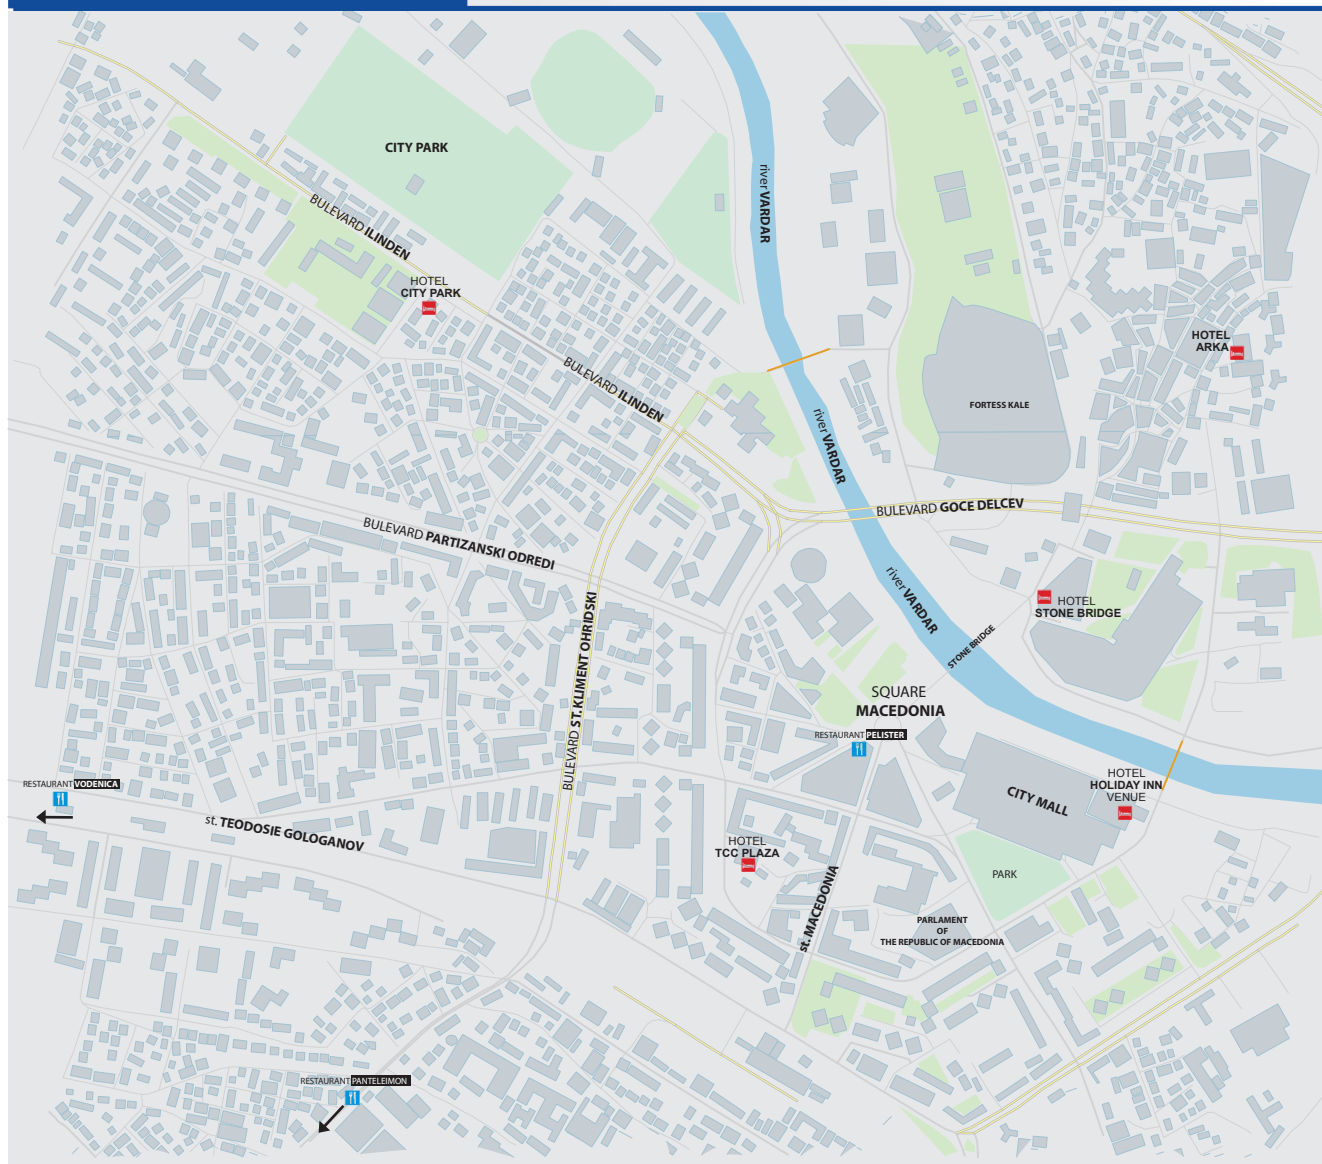 CITY PARK
river VARDAR
BULEVARD ILINDEN
HOTEL
CITY PARK
HOTEL
ARKA
BULEVARD ILINDEN
FORTESS KALE
river VARDAR
BULEVARD GOCE DELCEV
BULEVARD PARTIZANSKI ODREDI
river VARDAR
HOTEL
STONE BRIDGE
STONE BRIDGE
BULEVARD ST. KLIMENT OHRIDSKI
SQUARE
MACEDONIA
RESTAURANT PELISTER
HOTEL
HOLIDAY INN
VENUE
RESTAURANT VODENICA
CITY MALL
st. TEODOSIE GOLOGANOV
HOTEL
TCC PLAZA
PARK
st. MACEDONIA
PARLAMENT
OF
THE REPUBLIC OF MACEDONIA
RESTAURANT PANTELEIMON